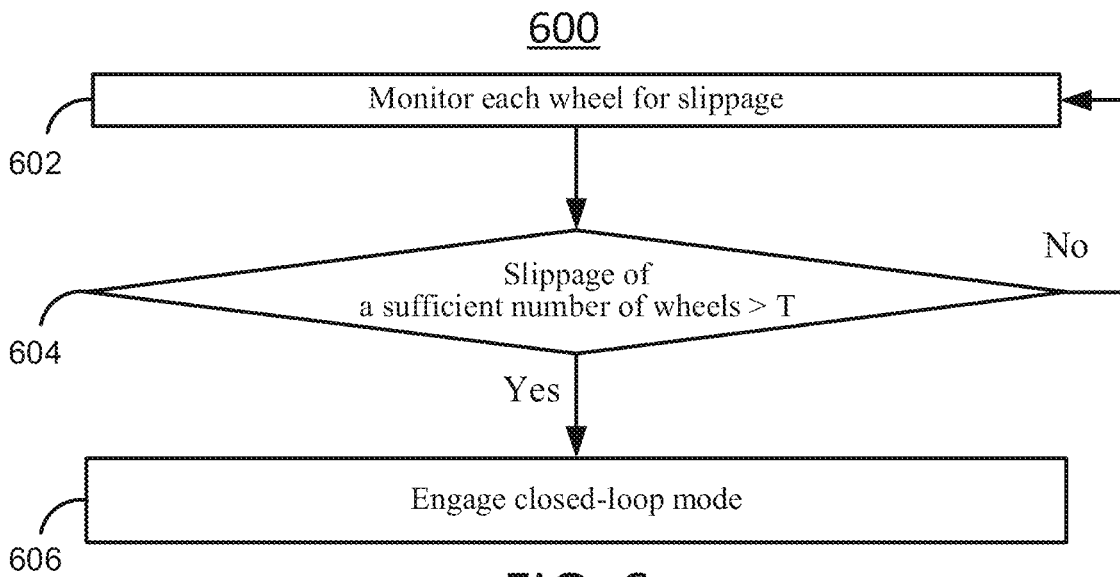 600
Monitor each wheel for slippage
602
No
Slippage of
a sufficient number of wheels > T
604
Yes
Engage closed-loop mode
606